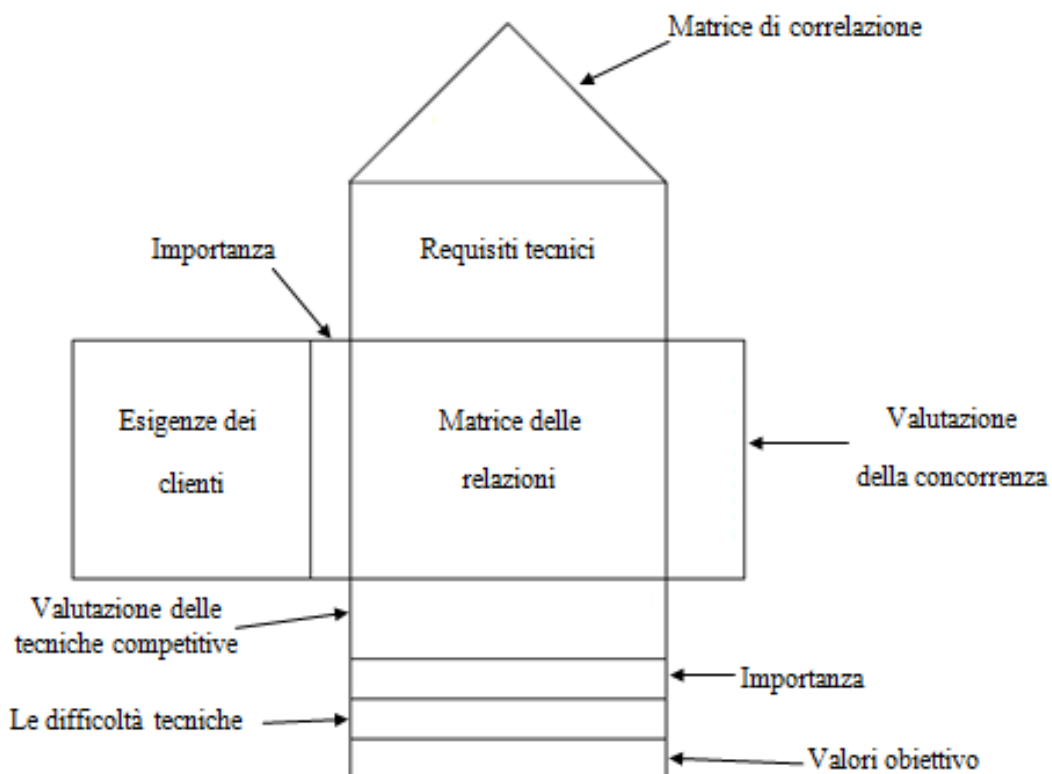 Matrice di correlazione
Importanza
Requisiti tecnici
Esigenze dei
clienti
Matrice delle
relazioni
Valutazione
della concorrenza
Valutazione delle
tecniche competitive
Importanza
Le difficoltà tecniche
Valori obiettivo